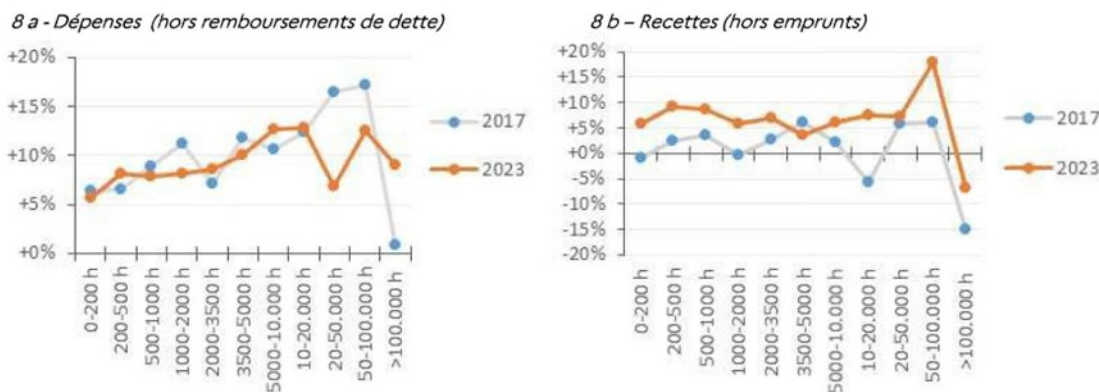 8 a - Dépenses (hors remboursements de dette)
+20%
+15%
+10%
+5%
+0%
0-200 h
200-500 h
500-1000 h
1000-2000 h
2000-3500 h
3500-5000 h
5000-10.000 h
10-20.000 h
20-50.000 h
50-100.000 h
>100.000 h
2017
2023
8 b – Recettes (hors emprunts)
+20%
+15%
+10%
+5%
+0%
-5%
-10%
-15%
-20%
0-200 h
200-500 h
500-1000 h
1000-2000 h
2000-3500 h
3500-5000 h
5000-10.000 h
10-20.000 h
20-50.000 h
50-100.000 h
>100.000 h
2017
2023